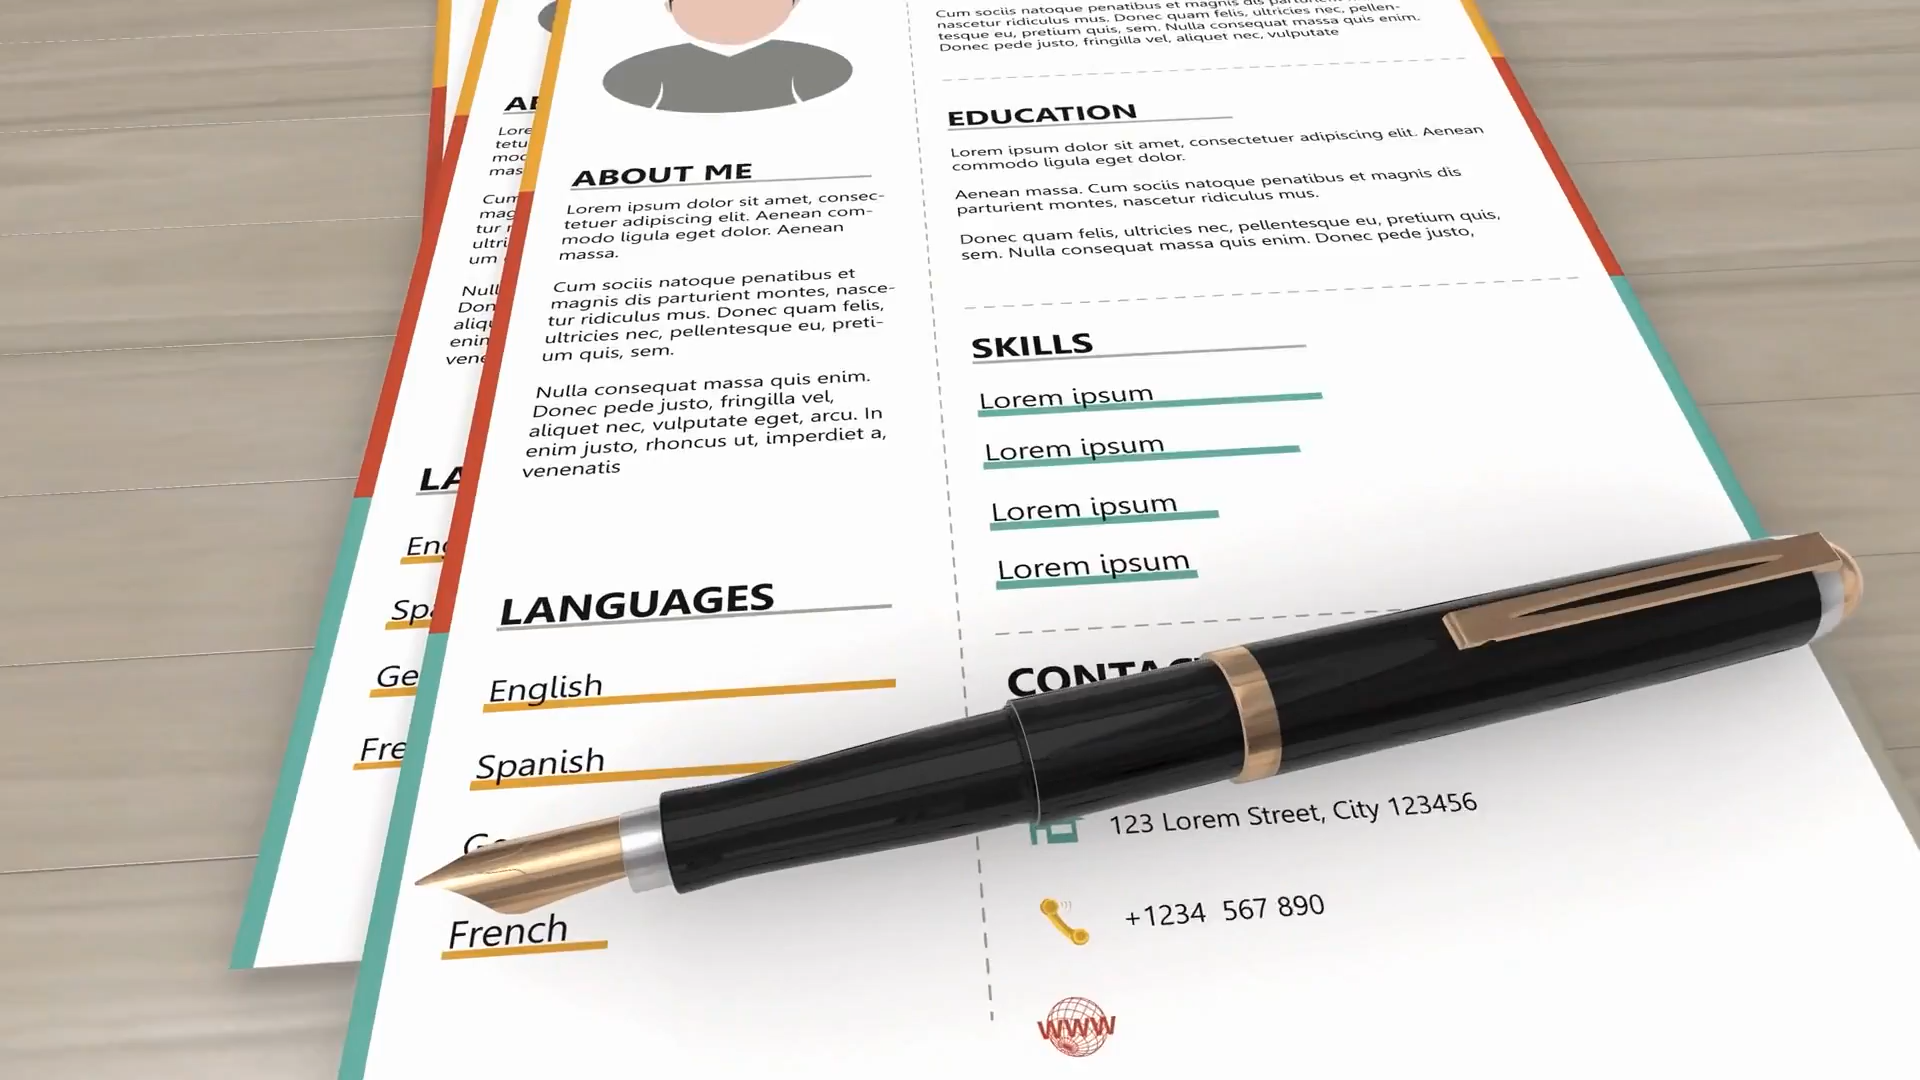 ABOUT ME
Lorem ipsum dolor sit amet, consec-
tetuer adipiscing elit. Aenean com-
modo ligula eget dolor. Aenean
massa.
Cum sociis natoque penatibus et
magnis dis parturient montes, nasce-
tur ridiculus mus. Donec quam felis,
ultricies nec, pellentesque eu, preti-
um quis, sem.
Nulla consequat massa quis enim.
Donec pede justo, fringilla vel,
aliquet nec, vulputate eget, arcu. In
enim justo, rhoncus ut, imperdiet a,
venenatis
LANGUAGES
English
Spanish
French
Cum sociis natoque penatibus et magnis dis
nascetur ridiculus mus. Donec quam felis, ultricies nec, pellen-
tesque eu, pretium quis, sem. Nulla consequat massa quis enim.
Donec pede justo, fringilla vel, aliquet nec, vulputate
EDUCATION
Lorem ipsum dolor sit amet, consectetuer adipiscing elit. Aenean
commodo ligula eget dolor.
Aenean massa. Cum sociis natoque penatibus et magnis dis
parturient montes, nascetur ridiculus mus.
Donec quam felis, ultricies nec, pellentesque eu, pretium quis,
sem. Nulla consequat massa quis enim. Donec pede justo,
SKILLS
Lorem ipsum
Lorem ipsum
Lorem ipsum
Lorem ipsum
123 Lorem Street, City 123456
+1234 567 890
WWW